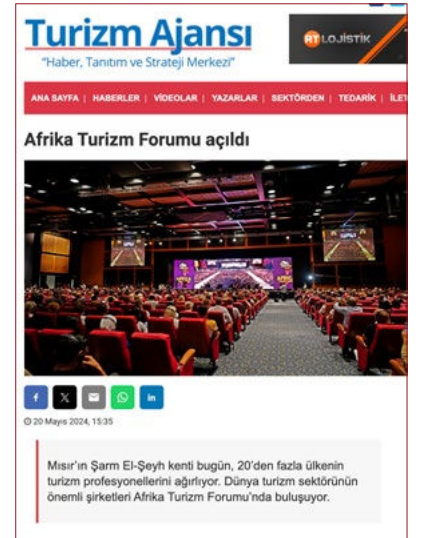 Turizm Ajansı
"Haber, Tanıtım ve Strateji Merkezi"
RT LOJİSTİK
ANA SAYFA | HABERLER | VİDEOLAR | YAZARLAR | SEKTÖRDEN | TEDARİK | İLET
Afrika Turizm Forumu açıldı
20 Mayıs 2024, 15:35
Mısır'ın Şarm El-Şeyh kenti bugün, 20'den fazla ülkenin
turizm profesyonellerini ağırlıyor. Dünya turizm sektörünün
önemli şirketleri Afrika Turizm Forumu'nda buluşuyor.